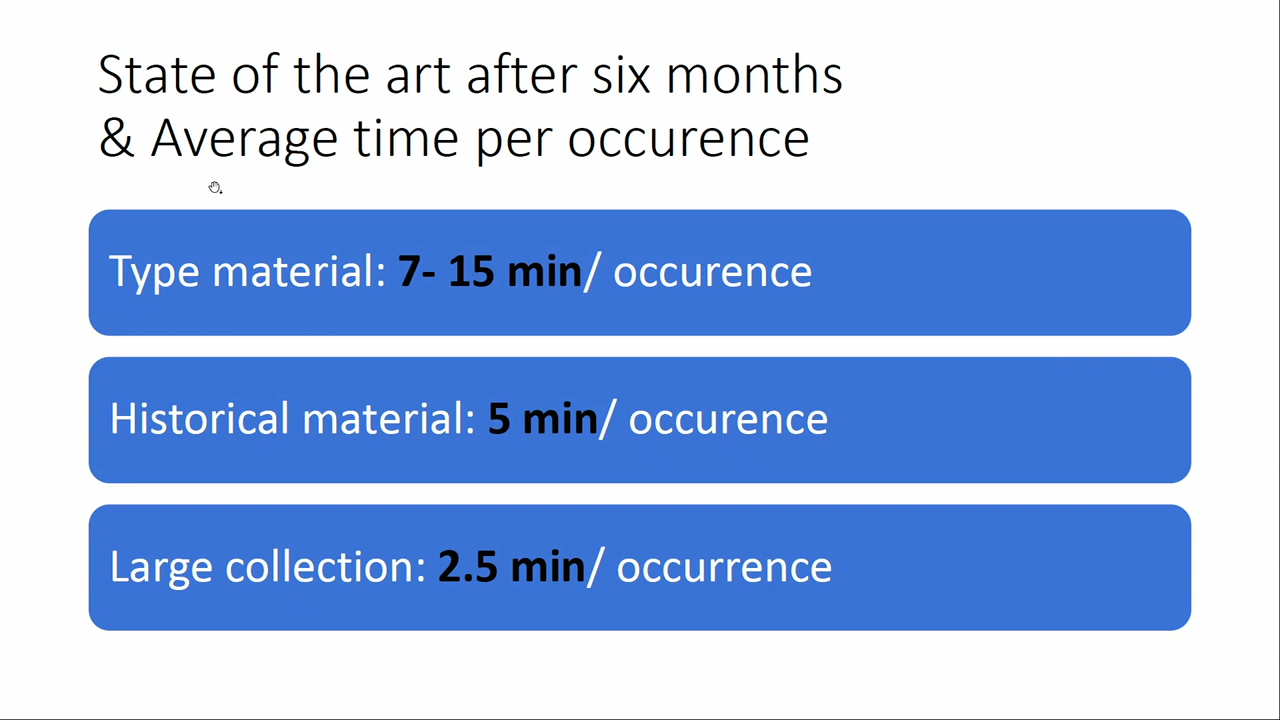 State of the art after six months
& Average time per occurence
Type material: 7- 15 min/ occurence
Historical material: 5 min/ occurence
Large collection: 2.5 min/ occurrence